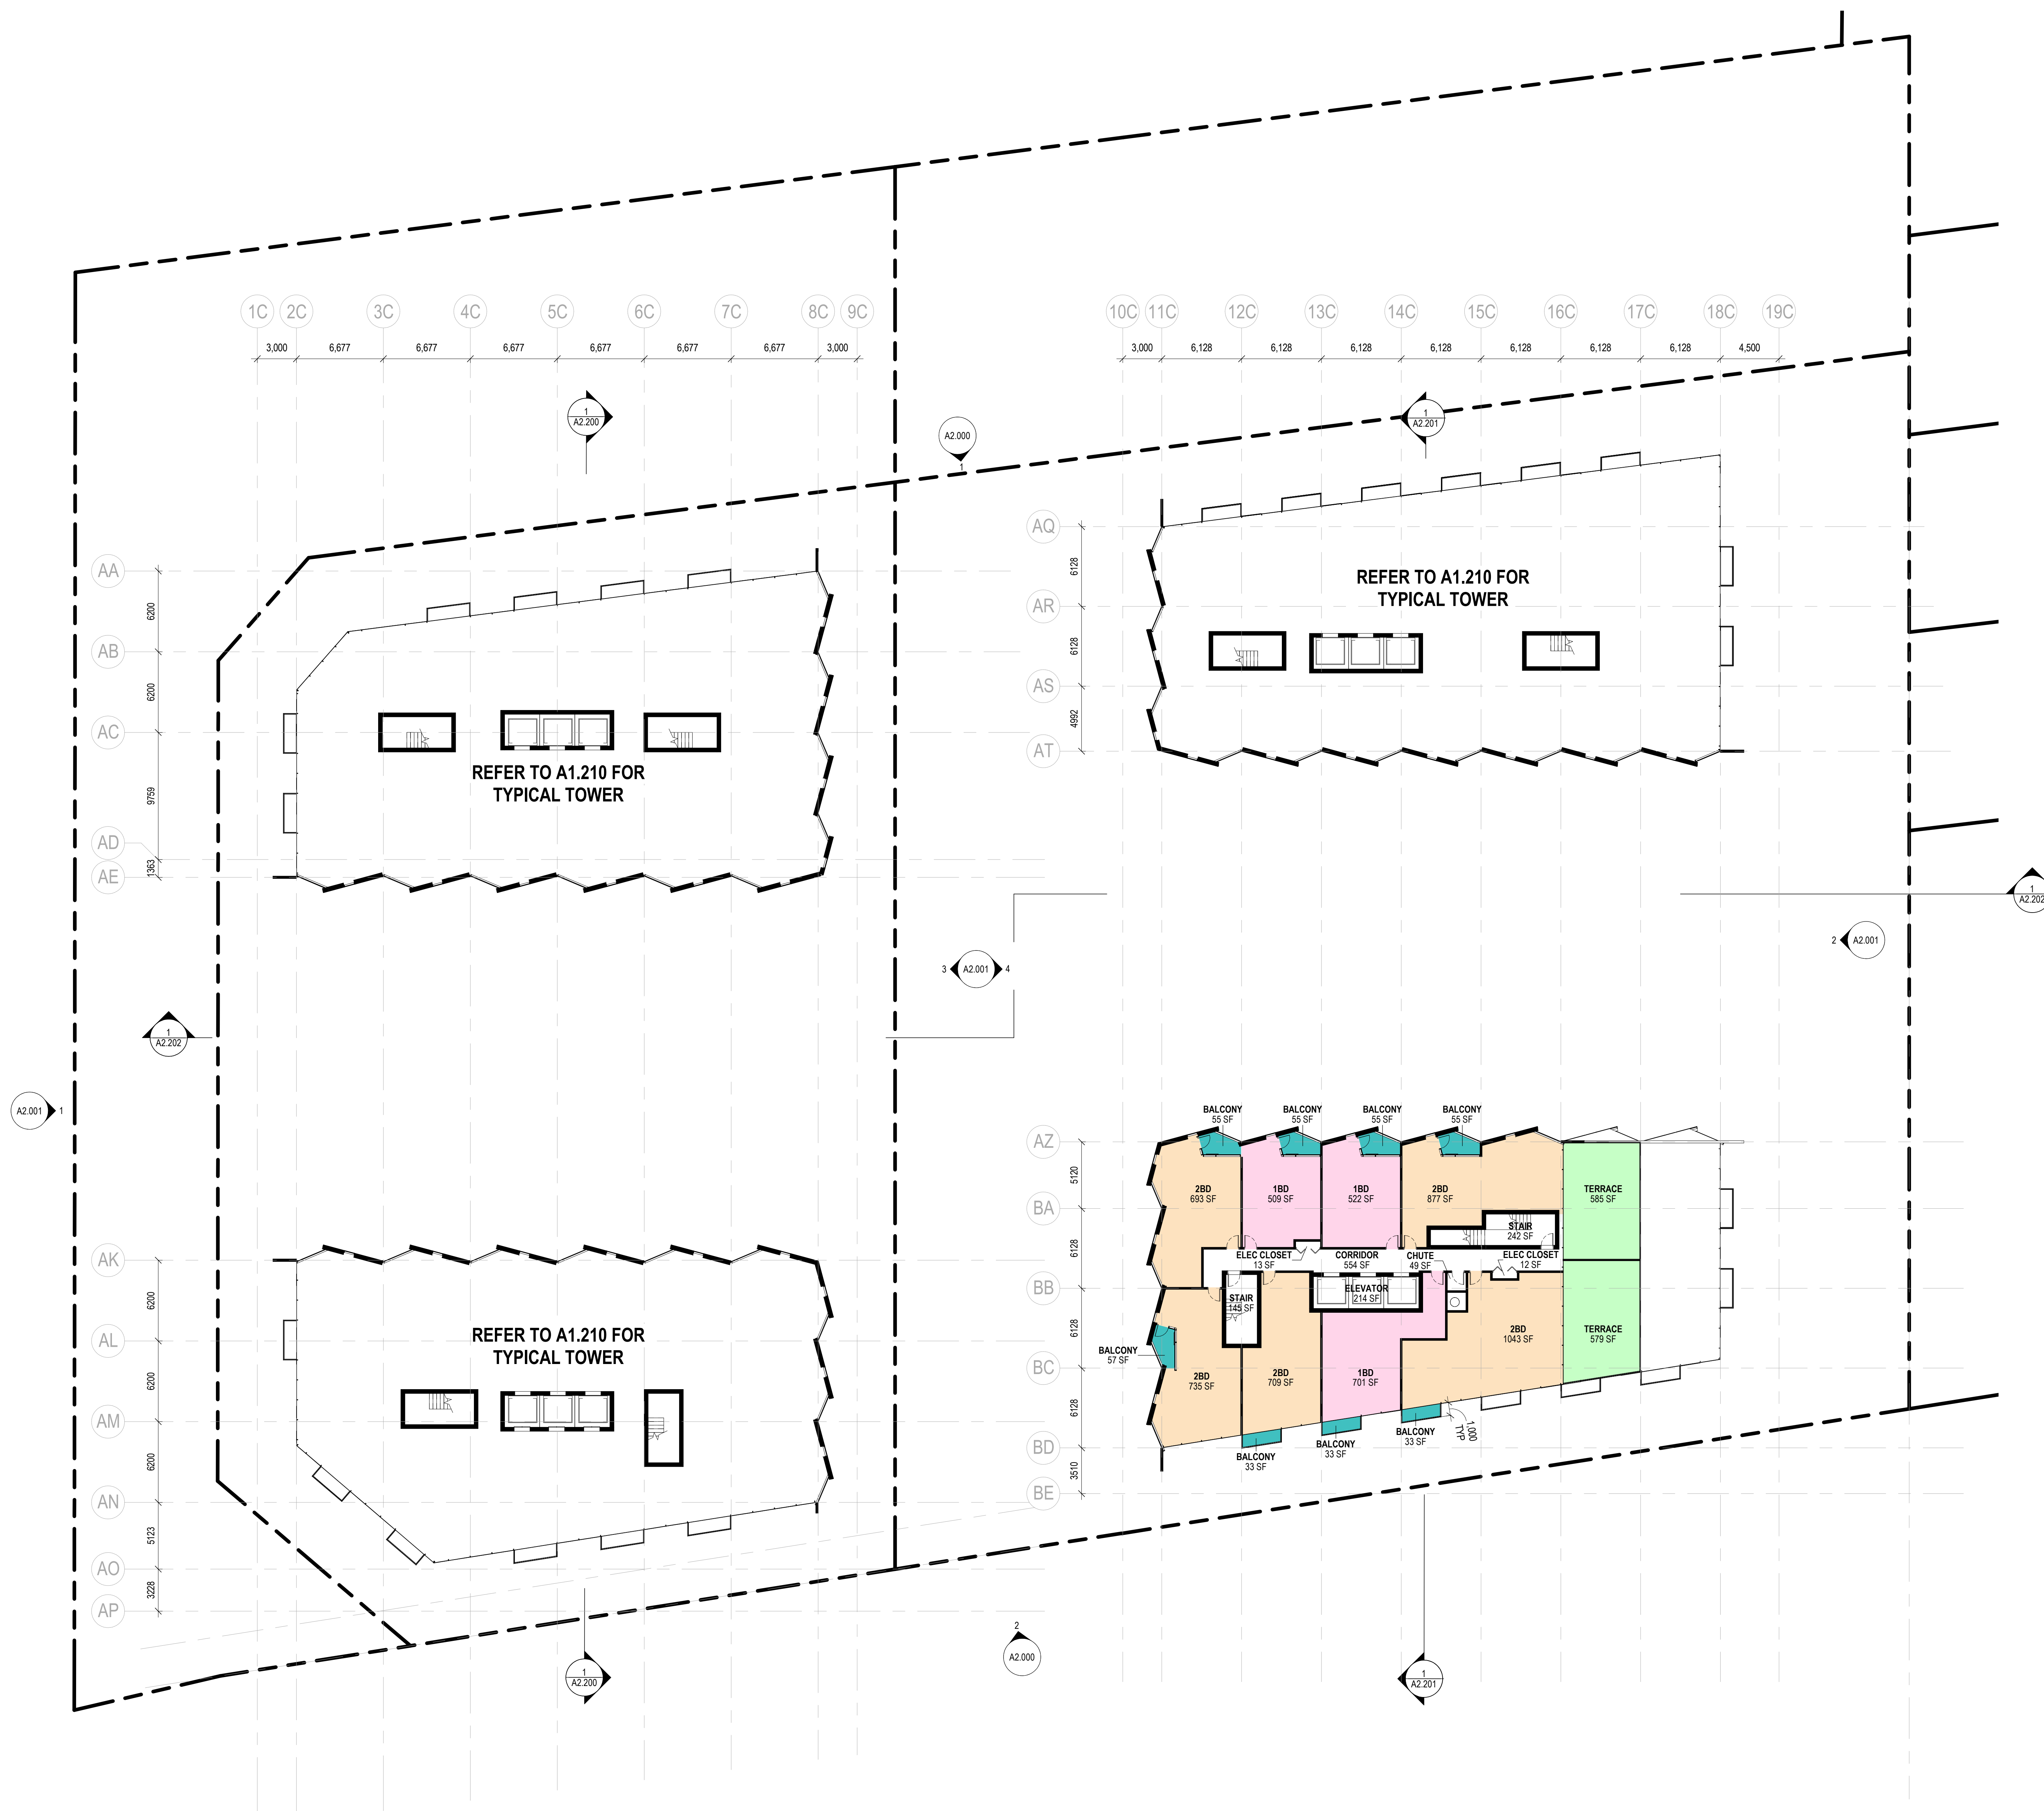 1C 2C 3C 4C 5C 6C 7C 8C 9C
3,000 6,677 6,677 6,677 6,677 6,677 6,677 3,000
10C 11C 12C 13C 14C 15C 16C 17C 18C 19C
3,000 6,128 6,128 6,128 6,128 6,128 6,128 6,128 4,500
1
A2.200
A2.000
1
1
A2.201
AA
6200
AB
6200
AC
9759
AD
1363
AE
REFER TO A1.210 FOR
TYPICAL TOWER
AQ
6128
AR
6128
AS
4992
AT
REFER TO A1.210 FOR
TYPICAL TOWER
1
A2.202
2 A2.001
3 A2.001 4
1
A2.202
A2.001 1
AK
6200
AL
6200
AM
6200
AN
5123
AO
3228
AP
REFER TO A1.210 FOR
TYPICAL TOWER
AZ
5120
BA
6128
BB
6128
BC
6128
BD
3510
BE
BALCONY
55 SF
BALCONY
55 SF
BALCONY
55 SF
BALCONY
55 SF
2BD
693 SF
1BD
509 SF
1BD
522 SF
2BD
877 SF
TERRACE
585 SF
STAIR
242 SF
ELEC CLOSET
13 SF
CORRIDOR
554 SF
CHUTE
49 SF
ELEC CLOSET
12 SF
STAIR
145 SF
ELEVATOR
214 SF
BALCONY
57 SF
2BD
735 SF
2BD
709 SF
1BD
701 SF
2BD
1043 SF
TERRACE
579 SF
BALCONY
33 SF
BALCONY
33 SF
BALCONY
33 SF
1,000
TYP
1
A2.200
2
A2.000
1
A2.201